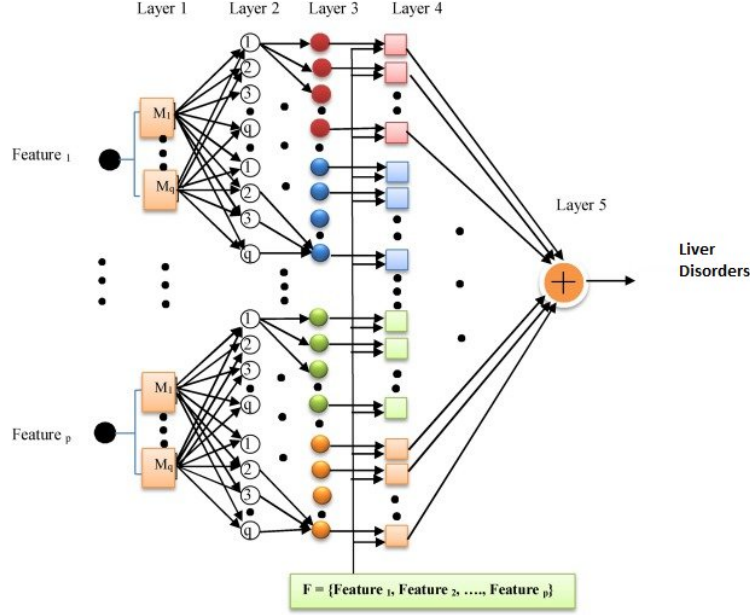 Layer 1
Layer 2
Layer 3
Layer 4
1
2
3
q
1
2
3
q
M1
Mq
Feature 1
Layer 5
Liver
Disorders
+
1
2
3
q
1
2
3
q
M1
Mq
Feature p
F = {Feature 1, Feature 2, …., Feature p}